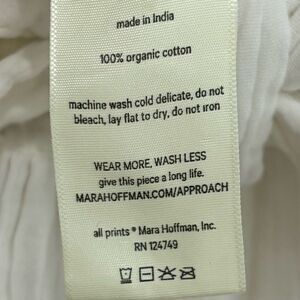 made in India
100% organic cotton
machine wash cold delicate, do not
bleach, lay flat to dry, do not iron
WEAR MORE, WASH LESS
give this piece a long life.
MARAHOFFMAN.COM/APPROACH
all prints ® Mara Hoffman, Inc.
RN 124749